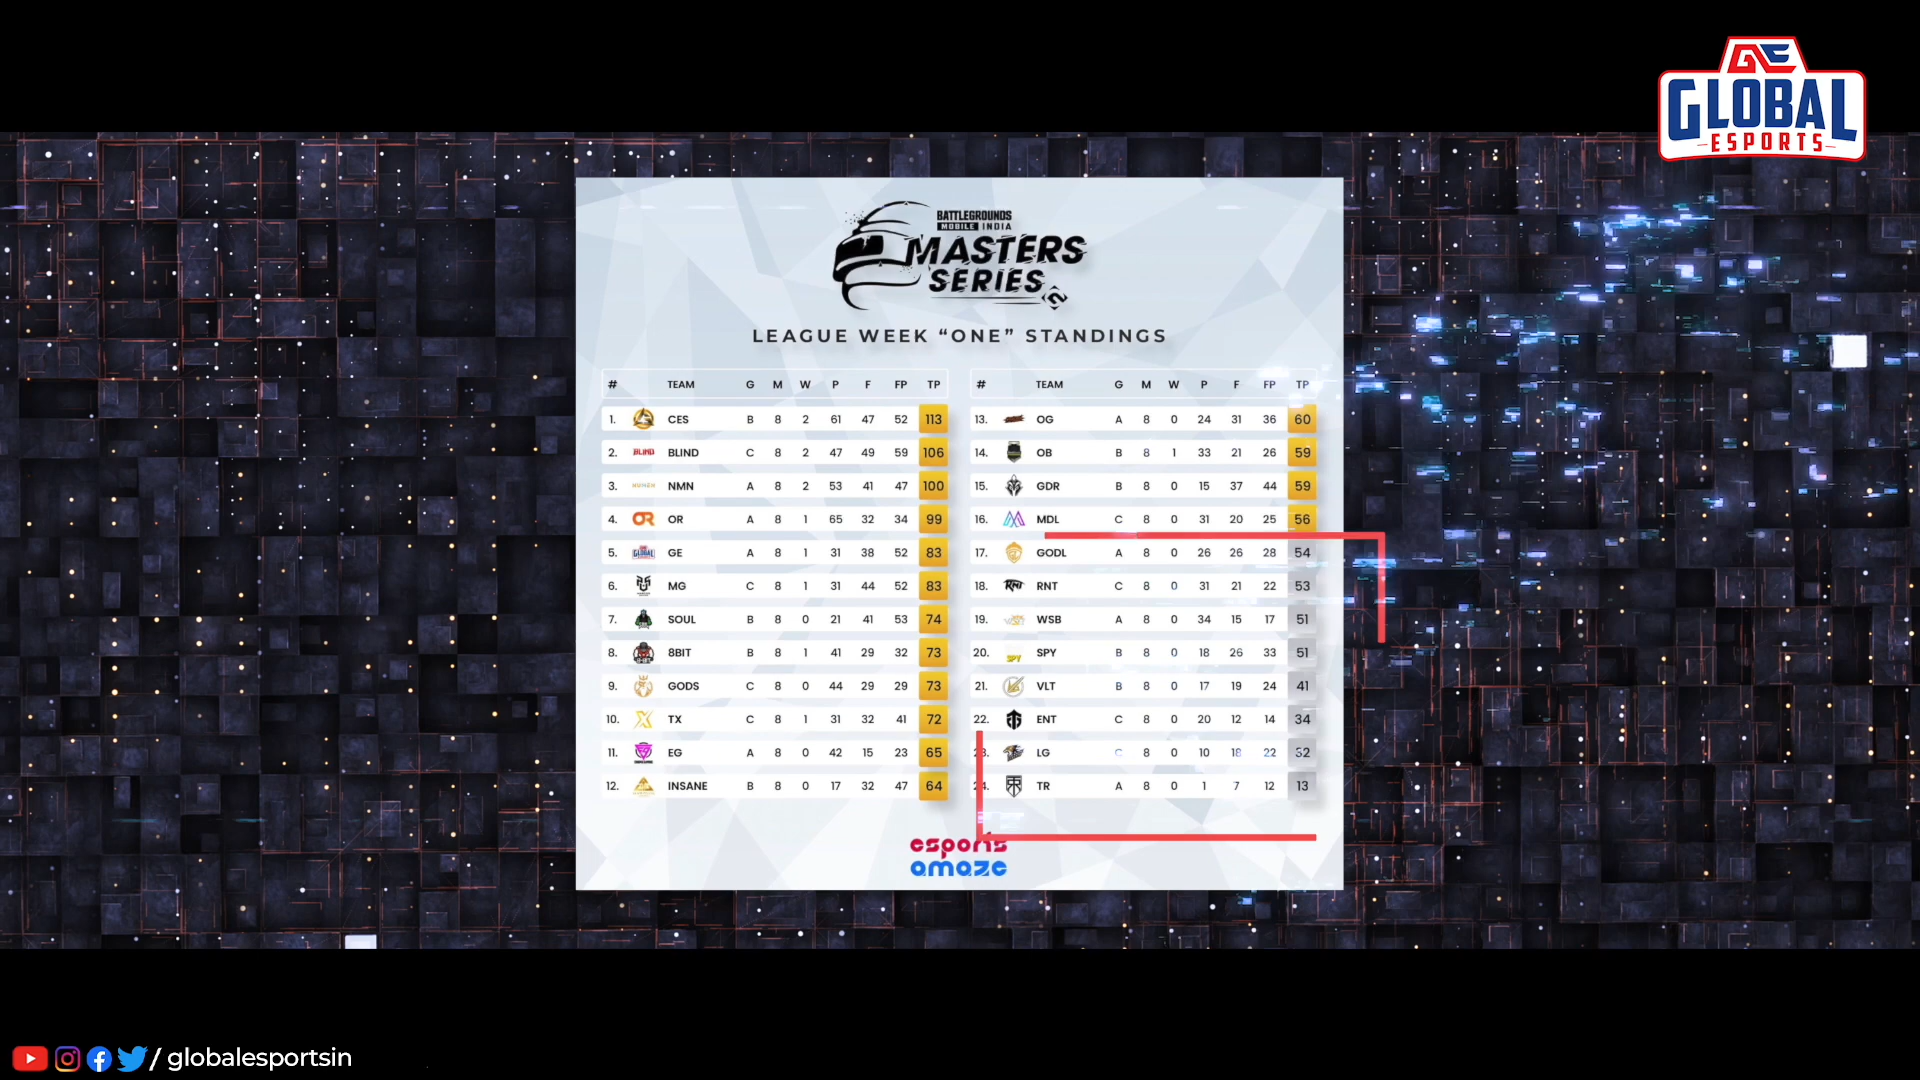 GE
GLOBAL
ESPORTS
BATTLEGROUNDS
MOBILE INDIA
MASTERS
SERIES
LEAGUE WEEK “ONE” STANDINGS
# TEAM G M W P F FP TP
1. CES B 8 2 61 47 52 113
2. BLIND BLIND C 8 2 47 49 59 106
3. NMN A 8 2 53 41 47 100
4. OR OR A 8 1 65 32 34 99
5. GLOBAL GE A 8 1 31 38 52 83
6. MG C 8 1 31 44 52 83
7. SOUL B 8 0 21 41 53 74
8. 8BIT B 8 1 41 29 32 73
9. GODS C 8 0 44 29 29 73
10. TX C 8 1 31 32 41 72
11. EG A 8 0 42 15 23 65
12. INSANE B 8 0 17 32 47 64
# TEAM G M W P F FP TP
13. OG A 8 0 24 31 36 60
14. OB B 8 1 33 21 26 59
15. GDR B 8 0 15 37 44 59
16. MDL C 8 0 31 20 25 56
17. GODL A 8 0 26 26 28 54
18. RNT RNT C 8 0 31 21 22 53
19. WSB A 8 0 34 15 17 51
20. SPY SPY B 8 0 18 26 33 51
21. VLT B 8 0 17 19 24 41
22. ENT C 8 0 20 12 14 34
23. LG C 8 0 10 18 22 32
24. TR A 8 0 1 7 12 13
esports
amaze
/ globalesportsin